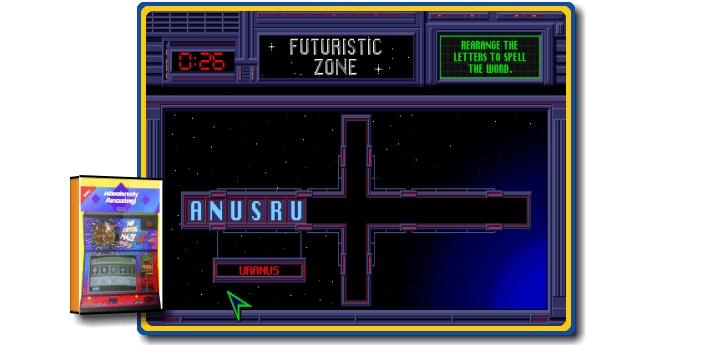 FUTURISTIC
ZONE
0:26
REARANGE THE
LETTERS TO SPELL
THE WORD.
ANUSRU
URANUS
Absolutely
Amazing!